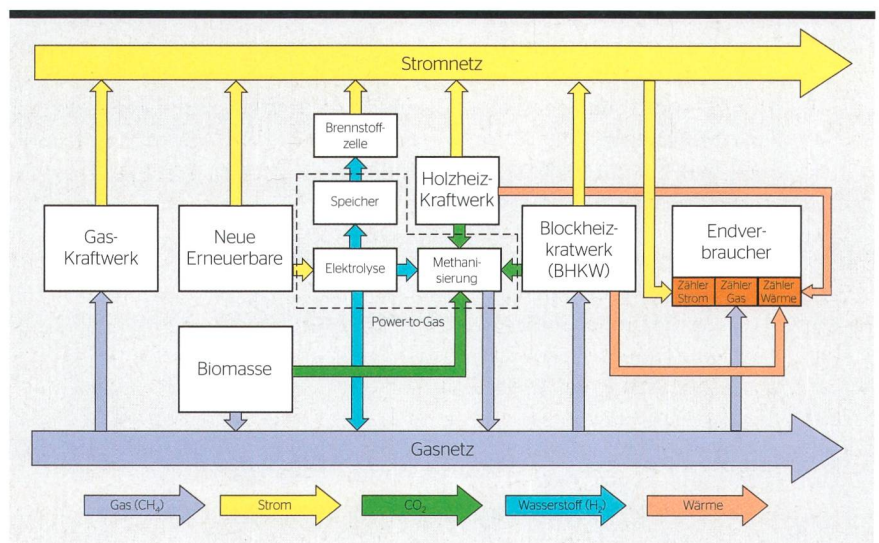 Stromnetz
Brennstoff-
zelle
Speicher
Holzheiz-
Kraftwerk
Gas-
Kraftwerk
Neue
Erneuerbare
Elektrolyse
Methani-
sierung
Blockheiz-
kratwerk
(BHKW)
Endver-
braucher
Zähler
Strom
Zähler
Gas
Zähler
Wärme
Power-to-Gas
Biomasse
Gasnetz
Gas (CH₄)
Strom
CO₂
Wasserstoff (H₂)
Wärme